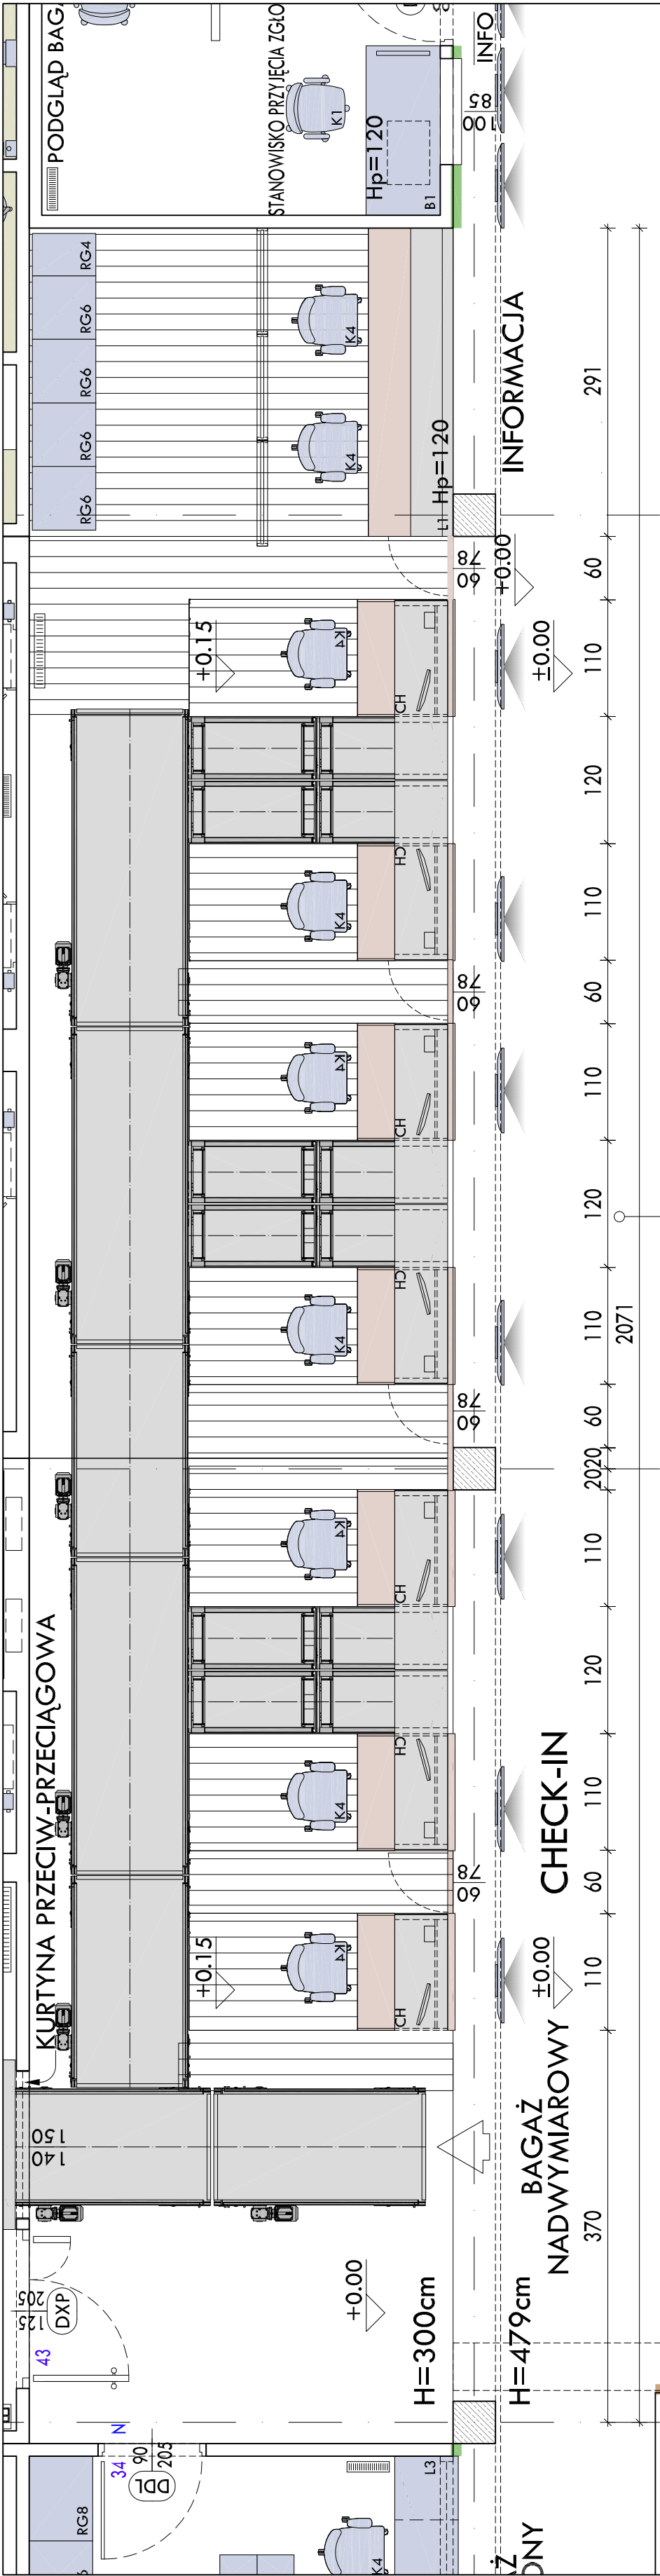 PODGLĄD BAGA
STANOWISKO PRZYJĘCIA ZGŁO
K1
Hp=120
B1
INFO
100
85
RG4
RG6
RG6
RG6
RG6
K4
K4
L1
Hp=120
INFORMACJA
291
60
78
±0.00
60
+0.15
K4
CH
±0.00
110
120
K4
CH
110
60
78
60
K4
CH
110
120
2071
K4
CH
110
60
78
60
2020
K4
CH
110
120
KURTYNA PRZECIW-PRZECIĄGOWA
K4
CH
CHECK-IN
110
60
78
60
+0.15
K4
CH
±0.00
110
140
150
BAGAŻ
NADWYMIAROWY
370
125
205
DXP
43
±0.00
H=300cm
H=479cm
34
N
90
205
DDL
RG8
K4
L3
AŻ
ONY